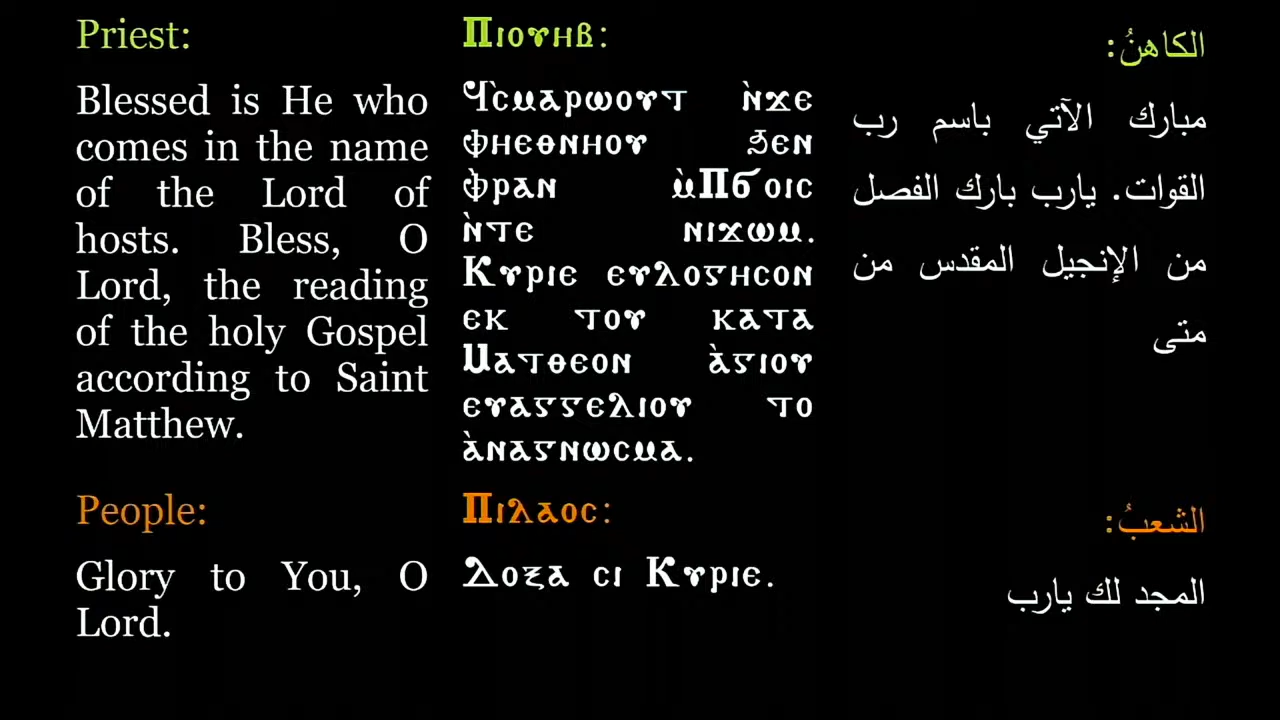 Priest:
Blessed is He who
comes in the name
of the Lord of
hosts. Bless, O
Lord, the reading
of the holy Gospel
according to Saint
Matthew.
Ⲡⲓⲟⲩⲏⲃ:
Ϥ̀ⲥⲙⲁⲣⲱⲟⲩⲧ ⲛ̀ϫⲉ
ⲫⲏⲉⲑⲛⲏⲟⲩ ϧⲉⲛ
ⲫ̀ⲣⲁⲛ ⲙ̀Ⲡϭⲟⲓⲥ
ⲛ̀ⲧⲉ ⲛⲓϫⲱⲙ.
Ⲕⲩⲣⲓⲉ ⲉⲩⲗⲟⲅⲏⲥⲟⲛ
ⲉⲕ ⲧⲟⲩ ⲕⲁⲧⲁ
Ⲙⲁⲧⲑⲉⲟⲛ ⲁ̀ⲅⲓⲟⲩ
ⲉⲩⲁⲅⲅⲉⲗⲓⲟⲩ ⲧⲟ
ⲁ̀ⲛⲁⲅⲛⲱⲥⲙⲁ.
الكاهنُ:
مبارك الآتي باسم رب
القوات. يارب بارك الفصل
من الإنجيل المقدس من
متى
People:
Glory to You, O
Lord.
Ⲡⲓⲗⲁⲟⲥ:
Ⲇⲟⲝⲁ ⲥⲓ Ⲕⲩⲣⲓⲉ.
الشعبُ:
المجد لك يارب